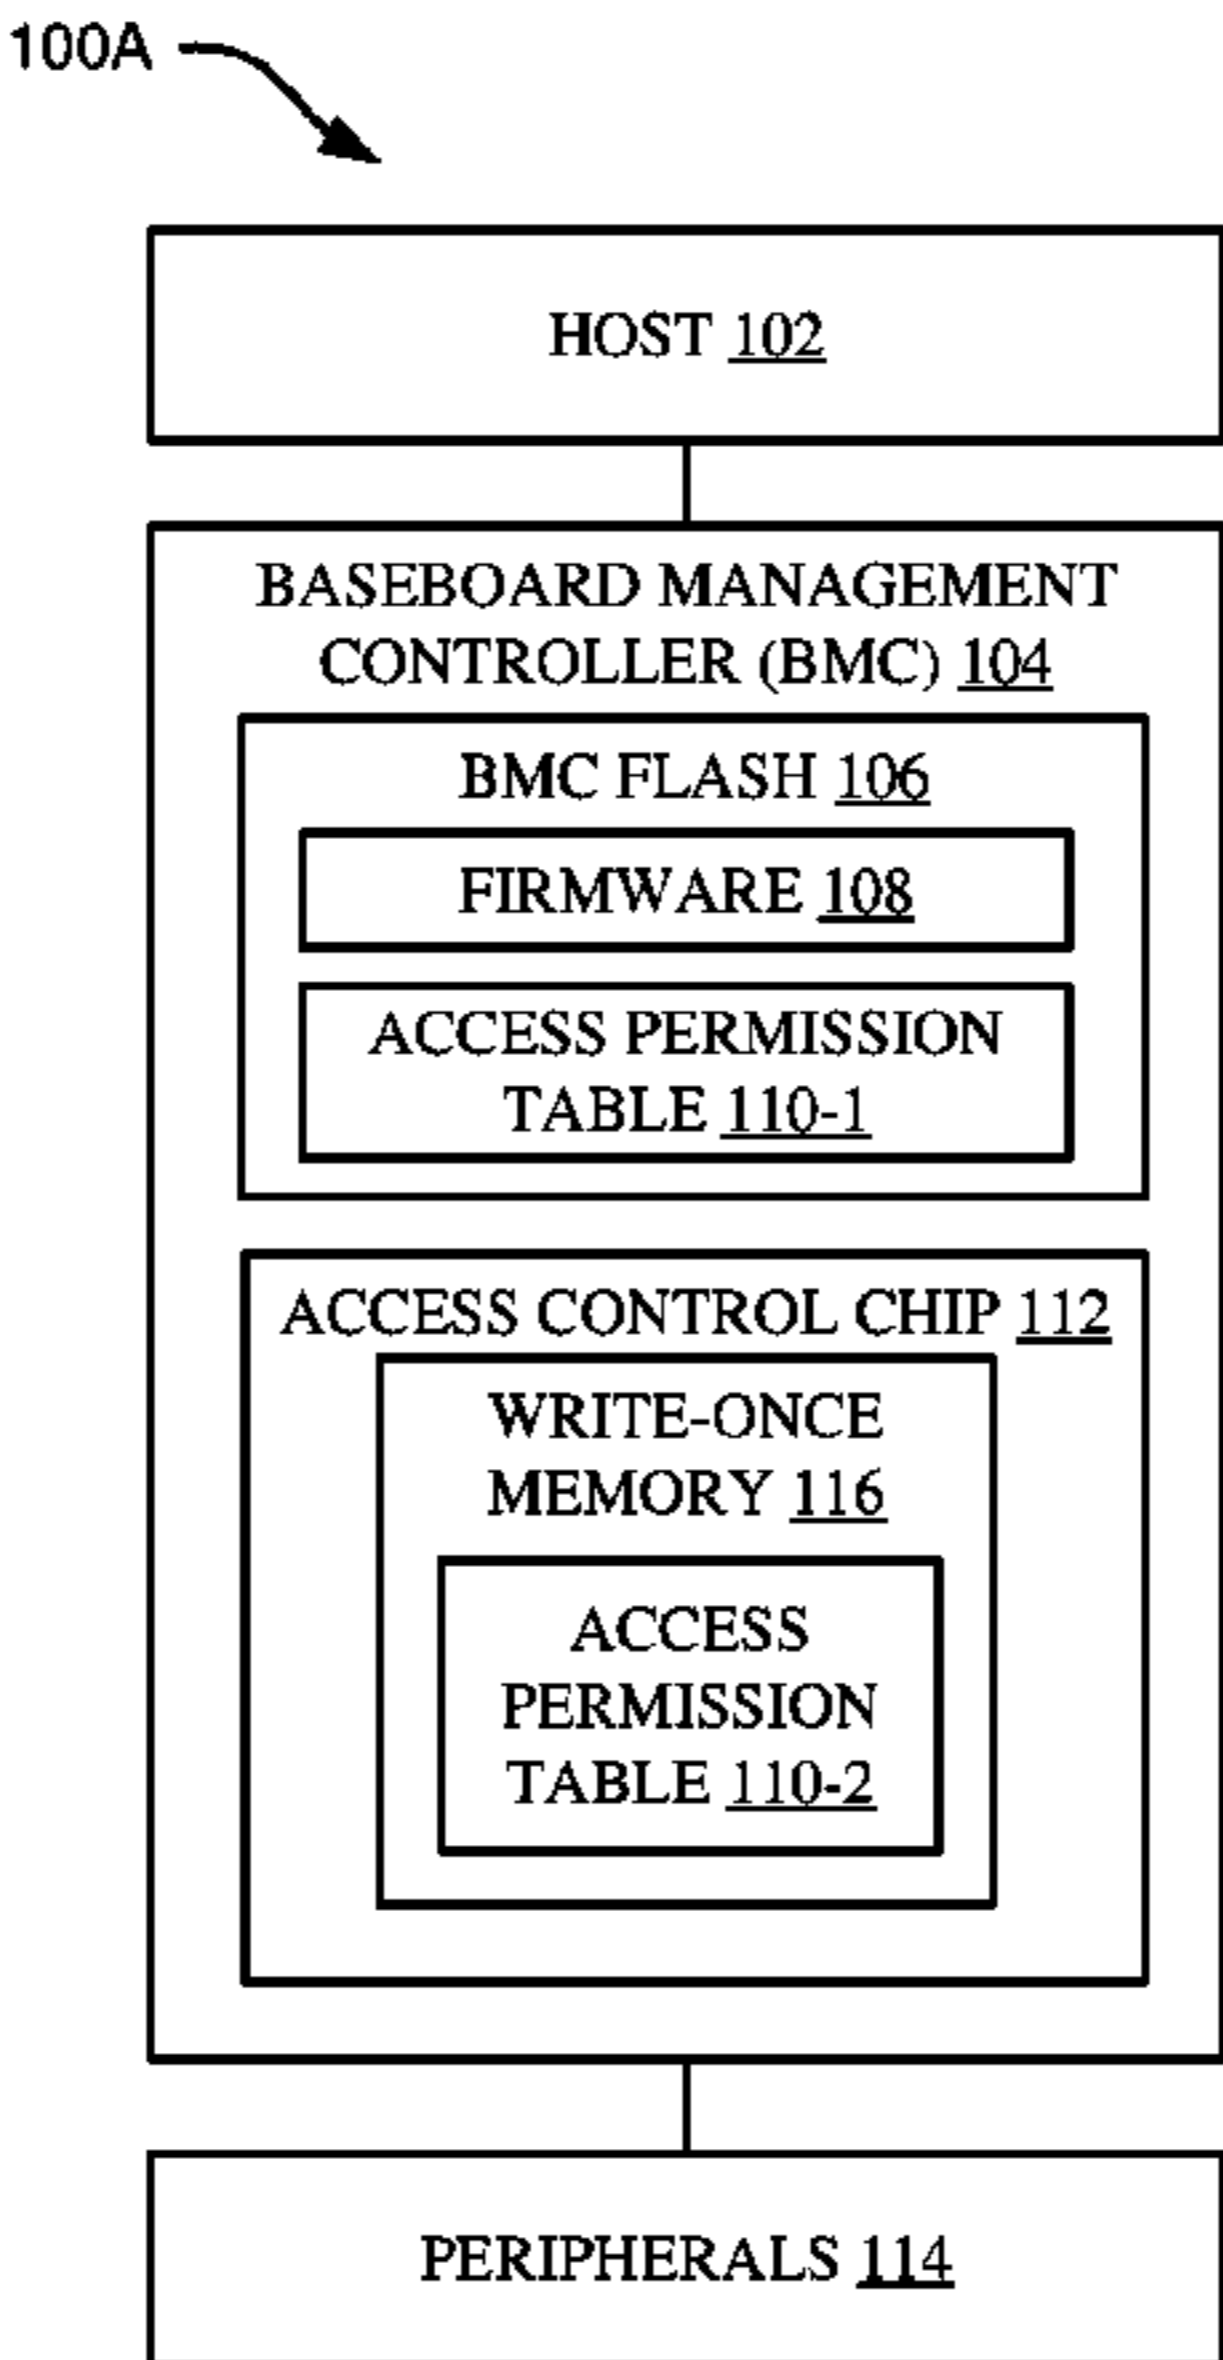 100A
HOST 102
BASEBOARD MANAGEMENT
CONTROLLER (BMC) 104
BMC FLASH 106
FIRMWARE 108
ACCESS PERMISSION
TABLE 110-1
ACCESS CONTROL CHIP 112
WRITE-ONCE
MEMORY 116
ACCESS
PERMISSION
TABLE 110-2
PERIPHERALS 114